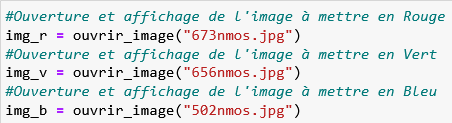 #Ouverture et affichage de l'image à mettre en Rouge
img_r = ouvrir_image("673nmos.jpg")
#Ouverture et affichage de l'image à mettre en Vert
img_v = ouvrir_image("656nmos.jpg")
#Ouverture et affichage de l'image à mettre en Bleu
img_b = ouvrir_image("502nmos.jpg")